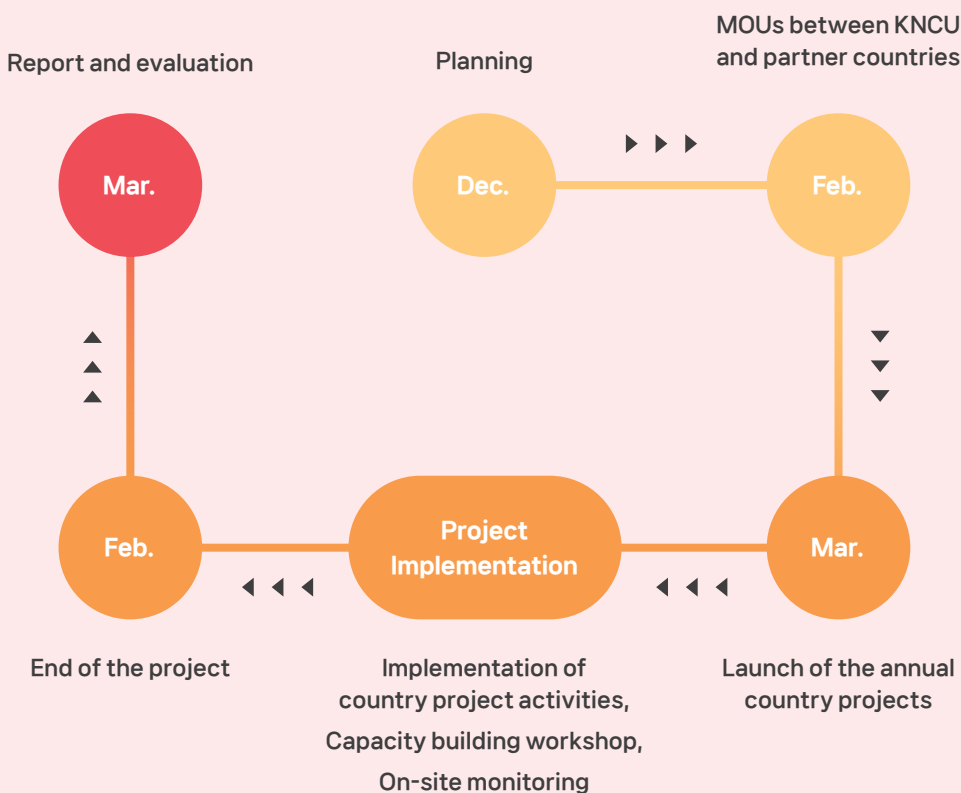 Report and evaluation
Mar.
Planning
Dec.
MOUs between KNCU
and partner countries
Feb.
Mar.
Launch of the annual
country projects
Project
Implementation
Implementation of
country project activities,
Capacity building workshop,
On-site monitoring
Feb.
End of the project